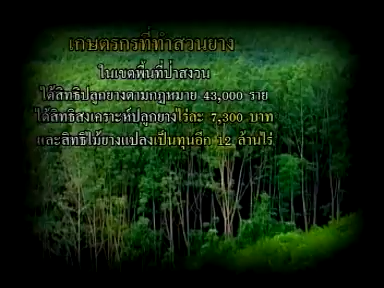 เกษตรกรที่ทำสวนยาง
ในเขตพื้นที่ป่าสงวน
ได้สิทธิปลูกยางตามกฎหมาย 43,000 ราย
ได้สิทธิสงเคราะห์ปลูกยางไร่ละ 7,300 บาท
และสิทธิไม้ยางแปลงเป็นทุนอีก 12 ล้านไร่